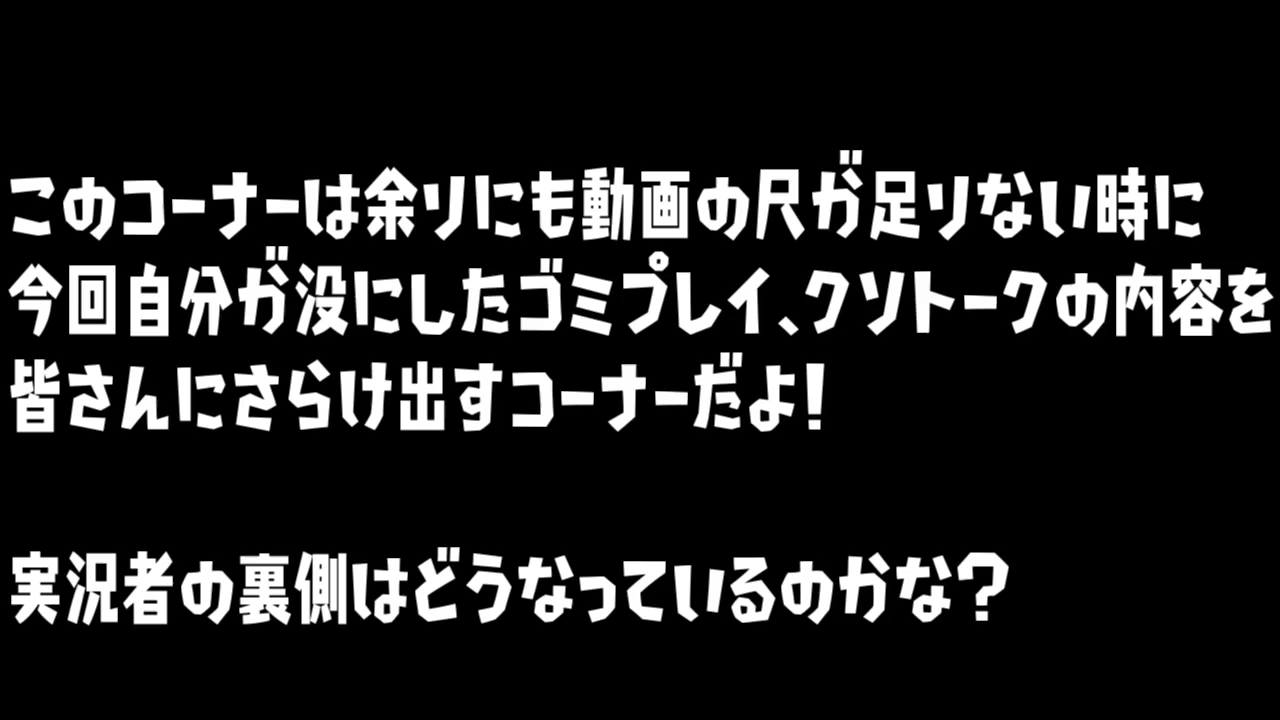 このコーナーは余りにも動画の尺が足りない時に
今回自分が没にしたゴミプレイ、クソトークの内容を
皆さんにさらけ出すコーナーだよ!
実況者の裏側はどうなっているのかな?